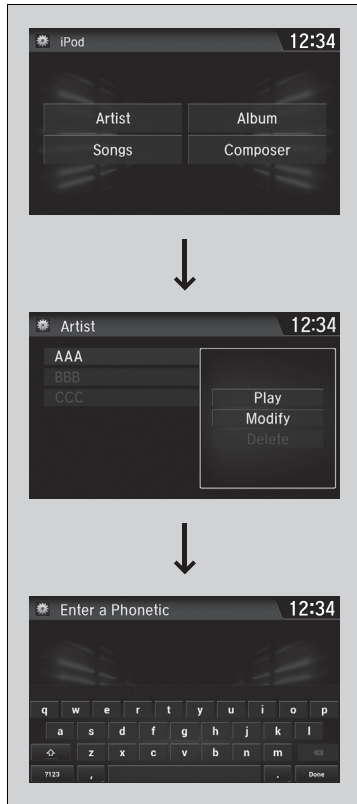 iPod 12:34
Artist Album
Songs Composer
Artist 12:34
AAA
BBB
CCC
Play
Modify
Delete
Enter a Phonetic 12:34
q w e r t y u i o p
a s d f g h j k l
z x c v b n m
?123 , . Done